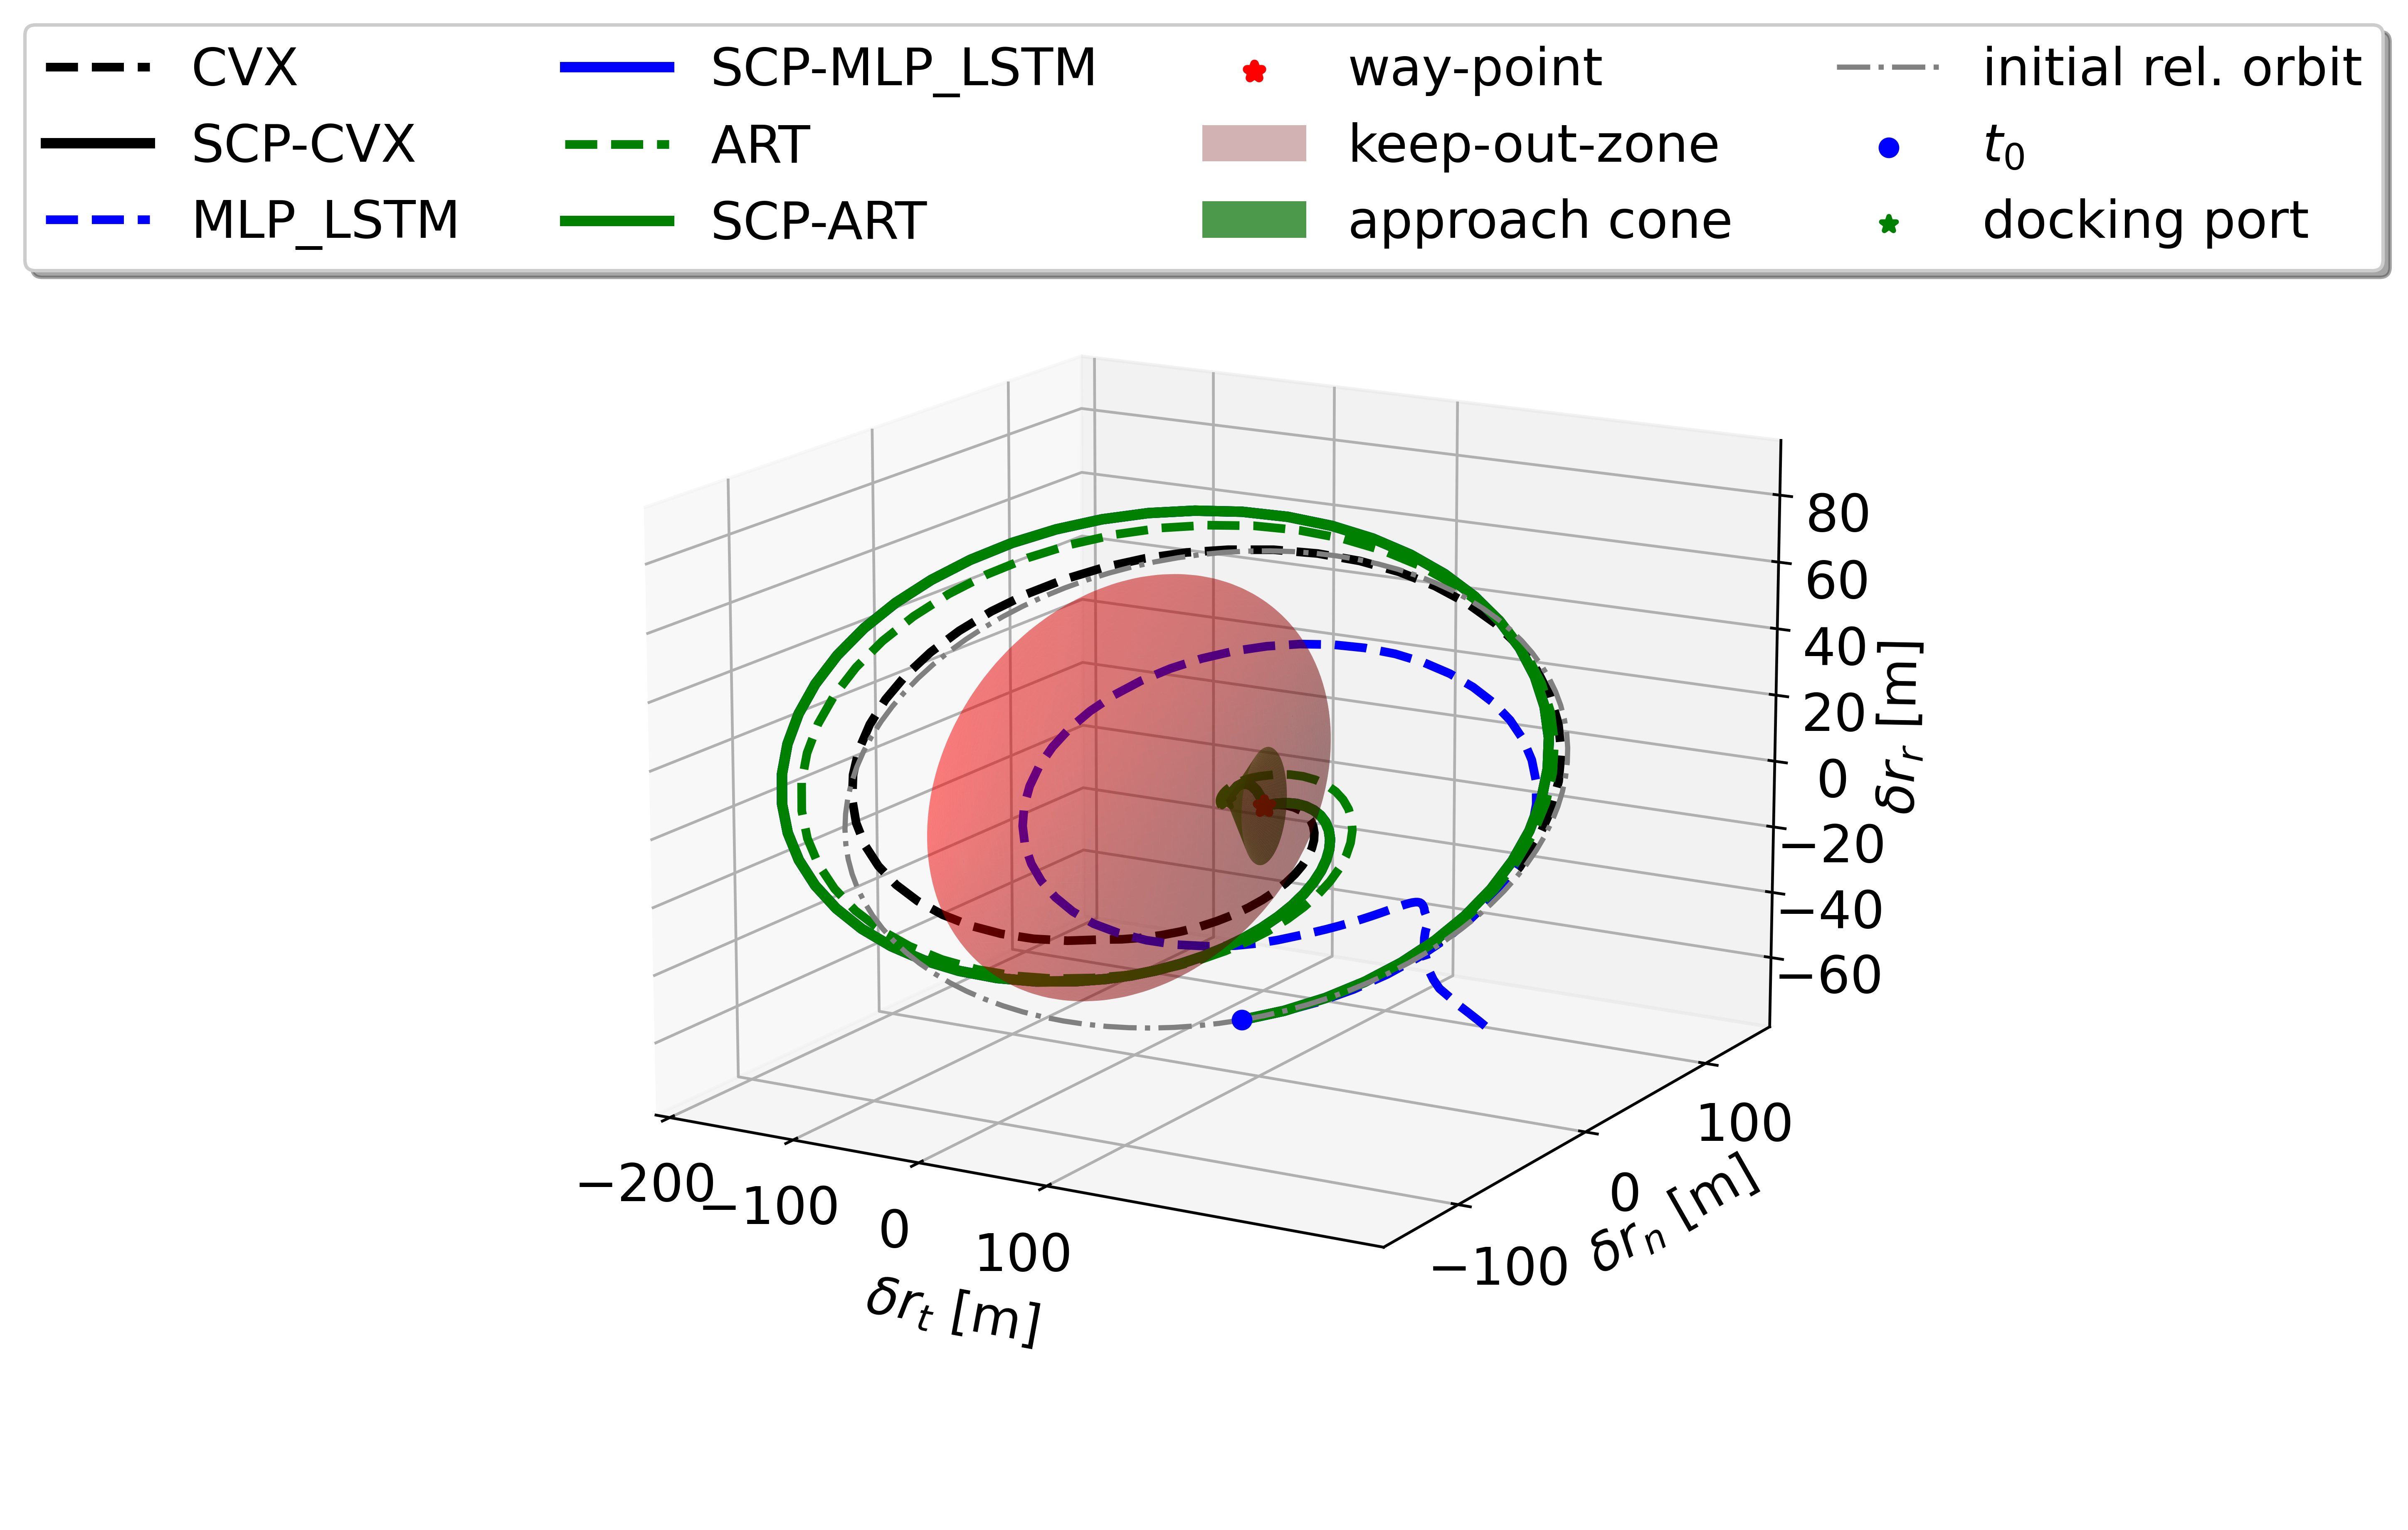 CVX
SCP-CVX
MLP_LSTM
SCP-MLP_LSTM
ART
SCP-ART
way-point
keep-out-zone
approach cone
initial rel. orbit
t₀
docking port
80
60
40
20
0
−20
−40
−60
δrᵣ [m]
−200
−100
0
100
δrₜ [m]
−100
0
100
δrₙ [m]